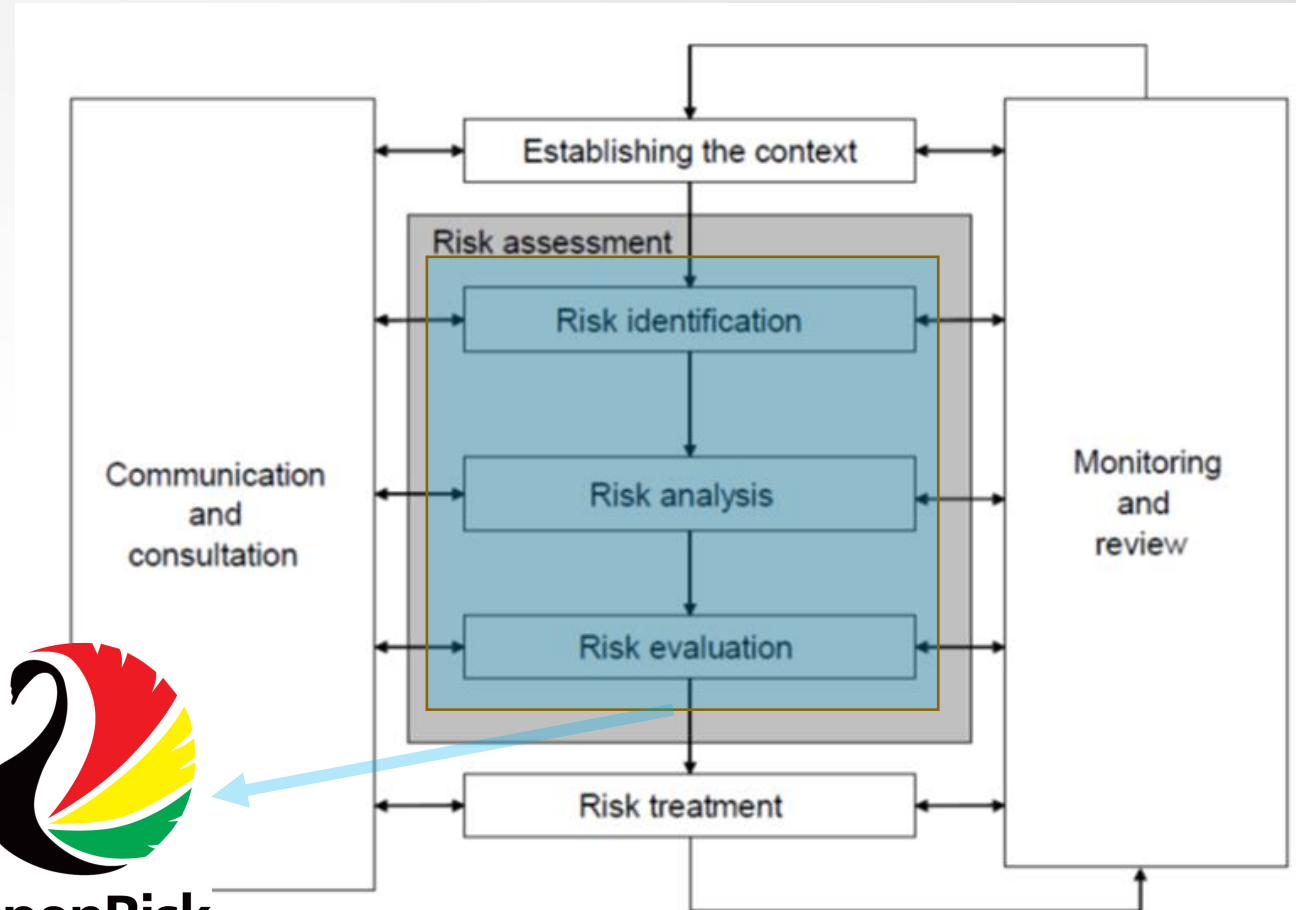 Establishing the context
Risk assessment
Risk identification
Communication
and
consultation
Risk analysis
Monitoring
and
review
Risk evaluation
Risk treatment